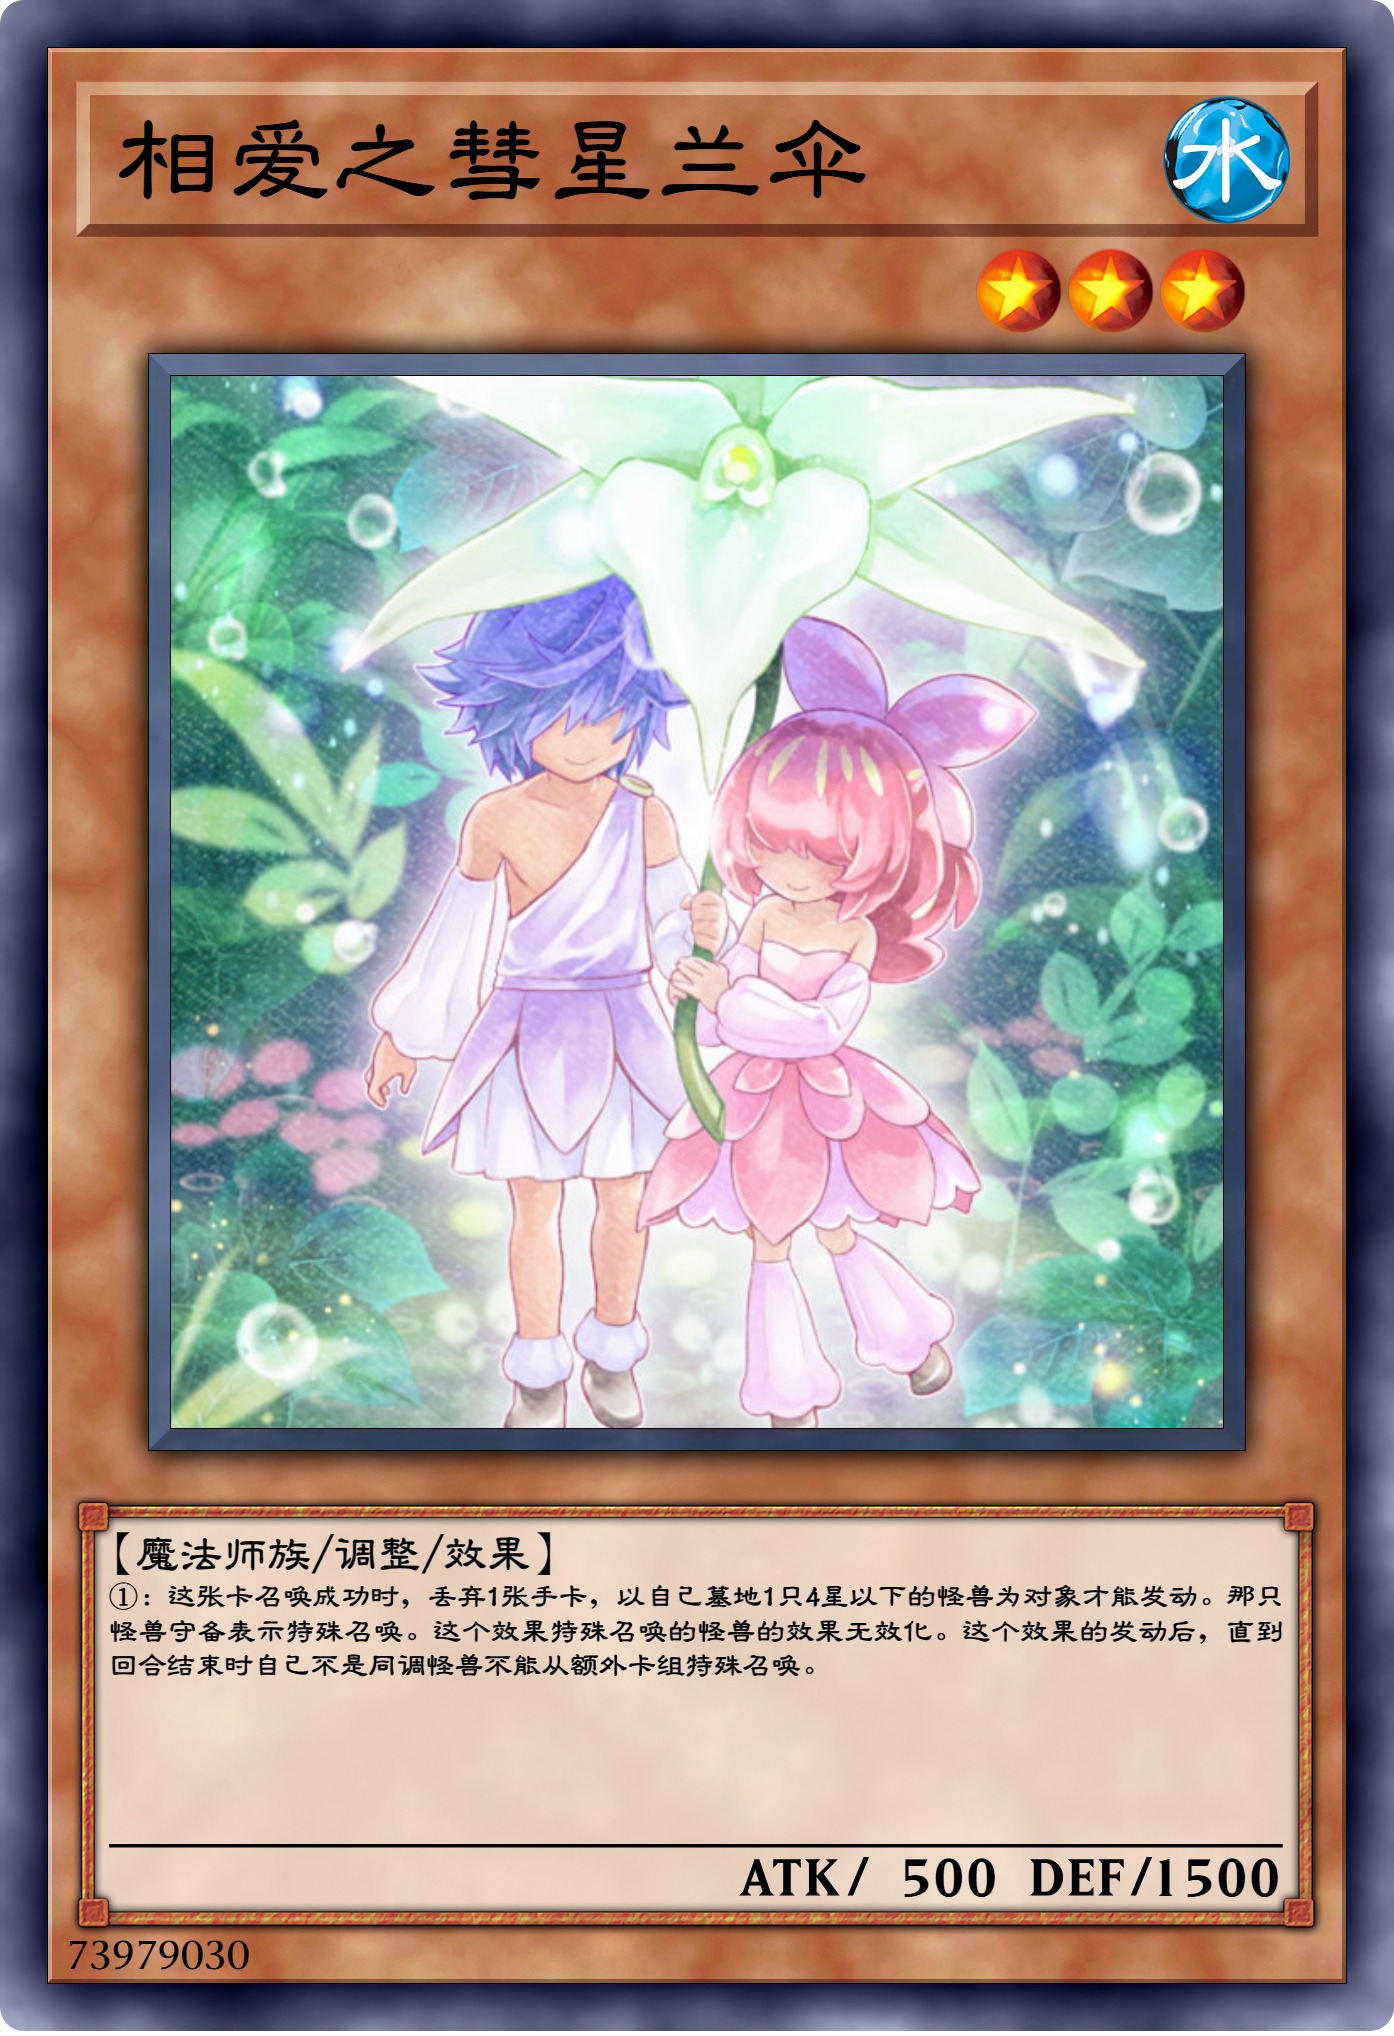 相爱之彗星兰伞
水
【魔法师族/调整/效果】
①：这张卡召唤成功时，丢弃1张手卡，以自己墓地1只4星以下的怪兽为对象才能发动。那只
怪兽守备表示特殊召唤。这个效果特殊召唤的怪兽的效果无效化。这个效果的发动后，直到
回合结束时自己不是同调怪兽不能从额外卡组特殊召唤。
ATK/ 500 DEF/1500
73979030